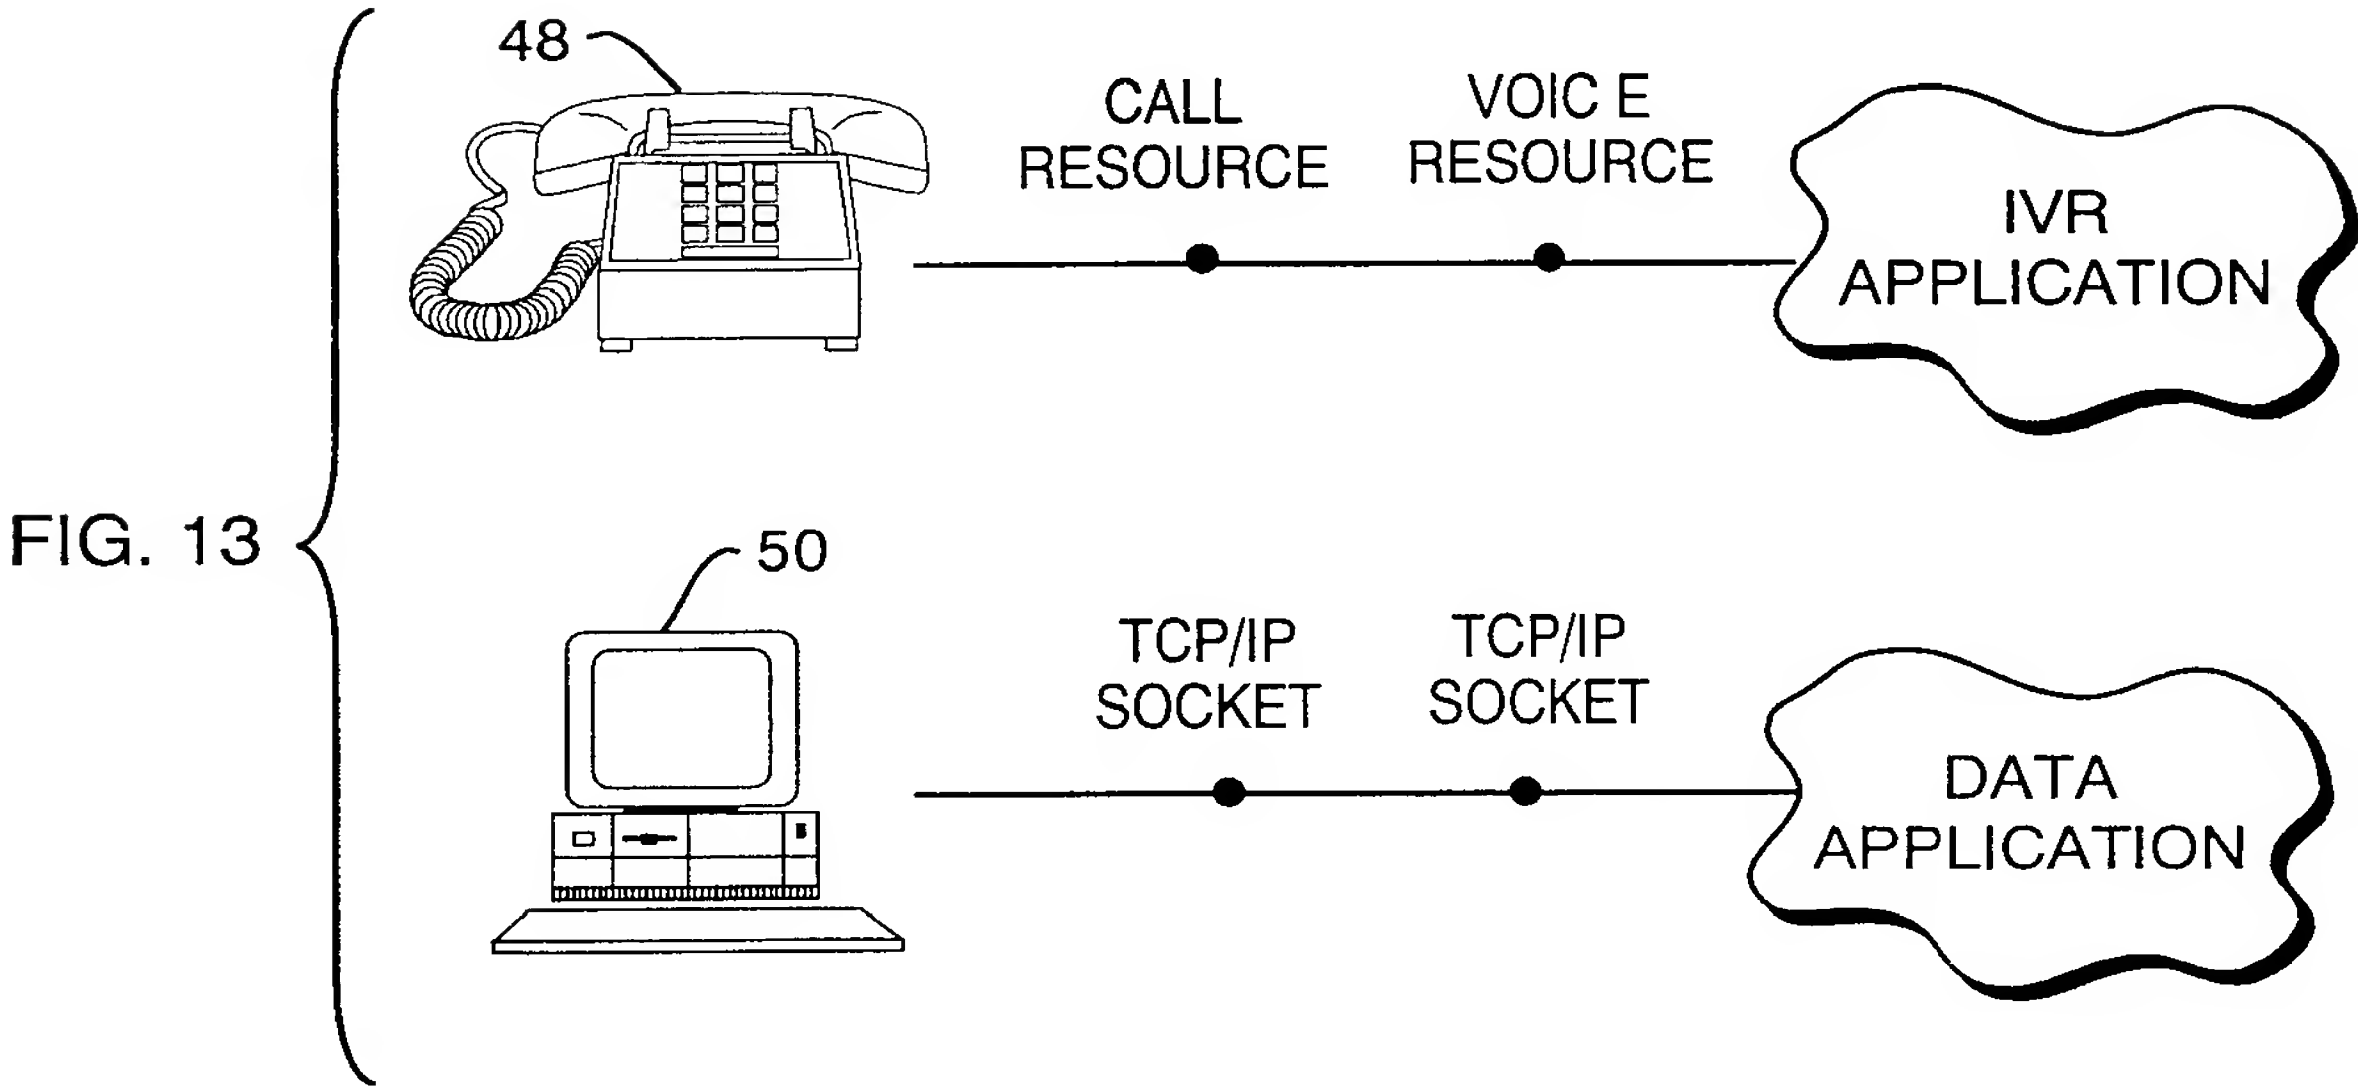 48
CALL
RESOURCE
VOIC E
RESOURCE
IVR
APPLICATION
FIG. 13
50
TCP/IP
SOCKET
TCP/IP
SOCKET
DATA
APPLICATION